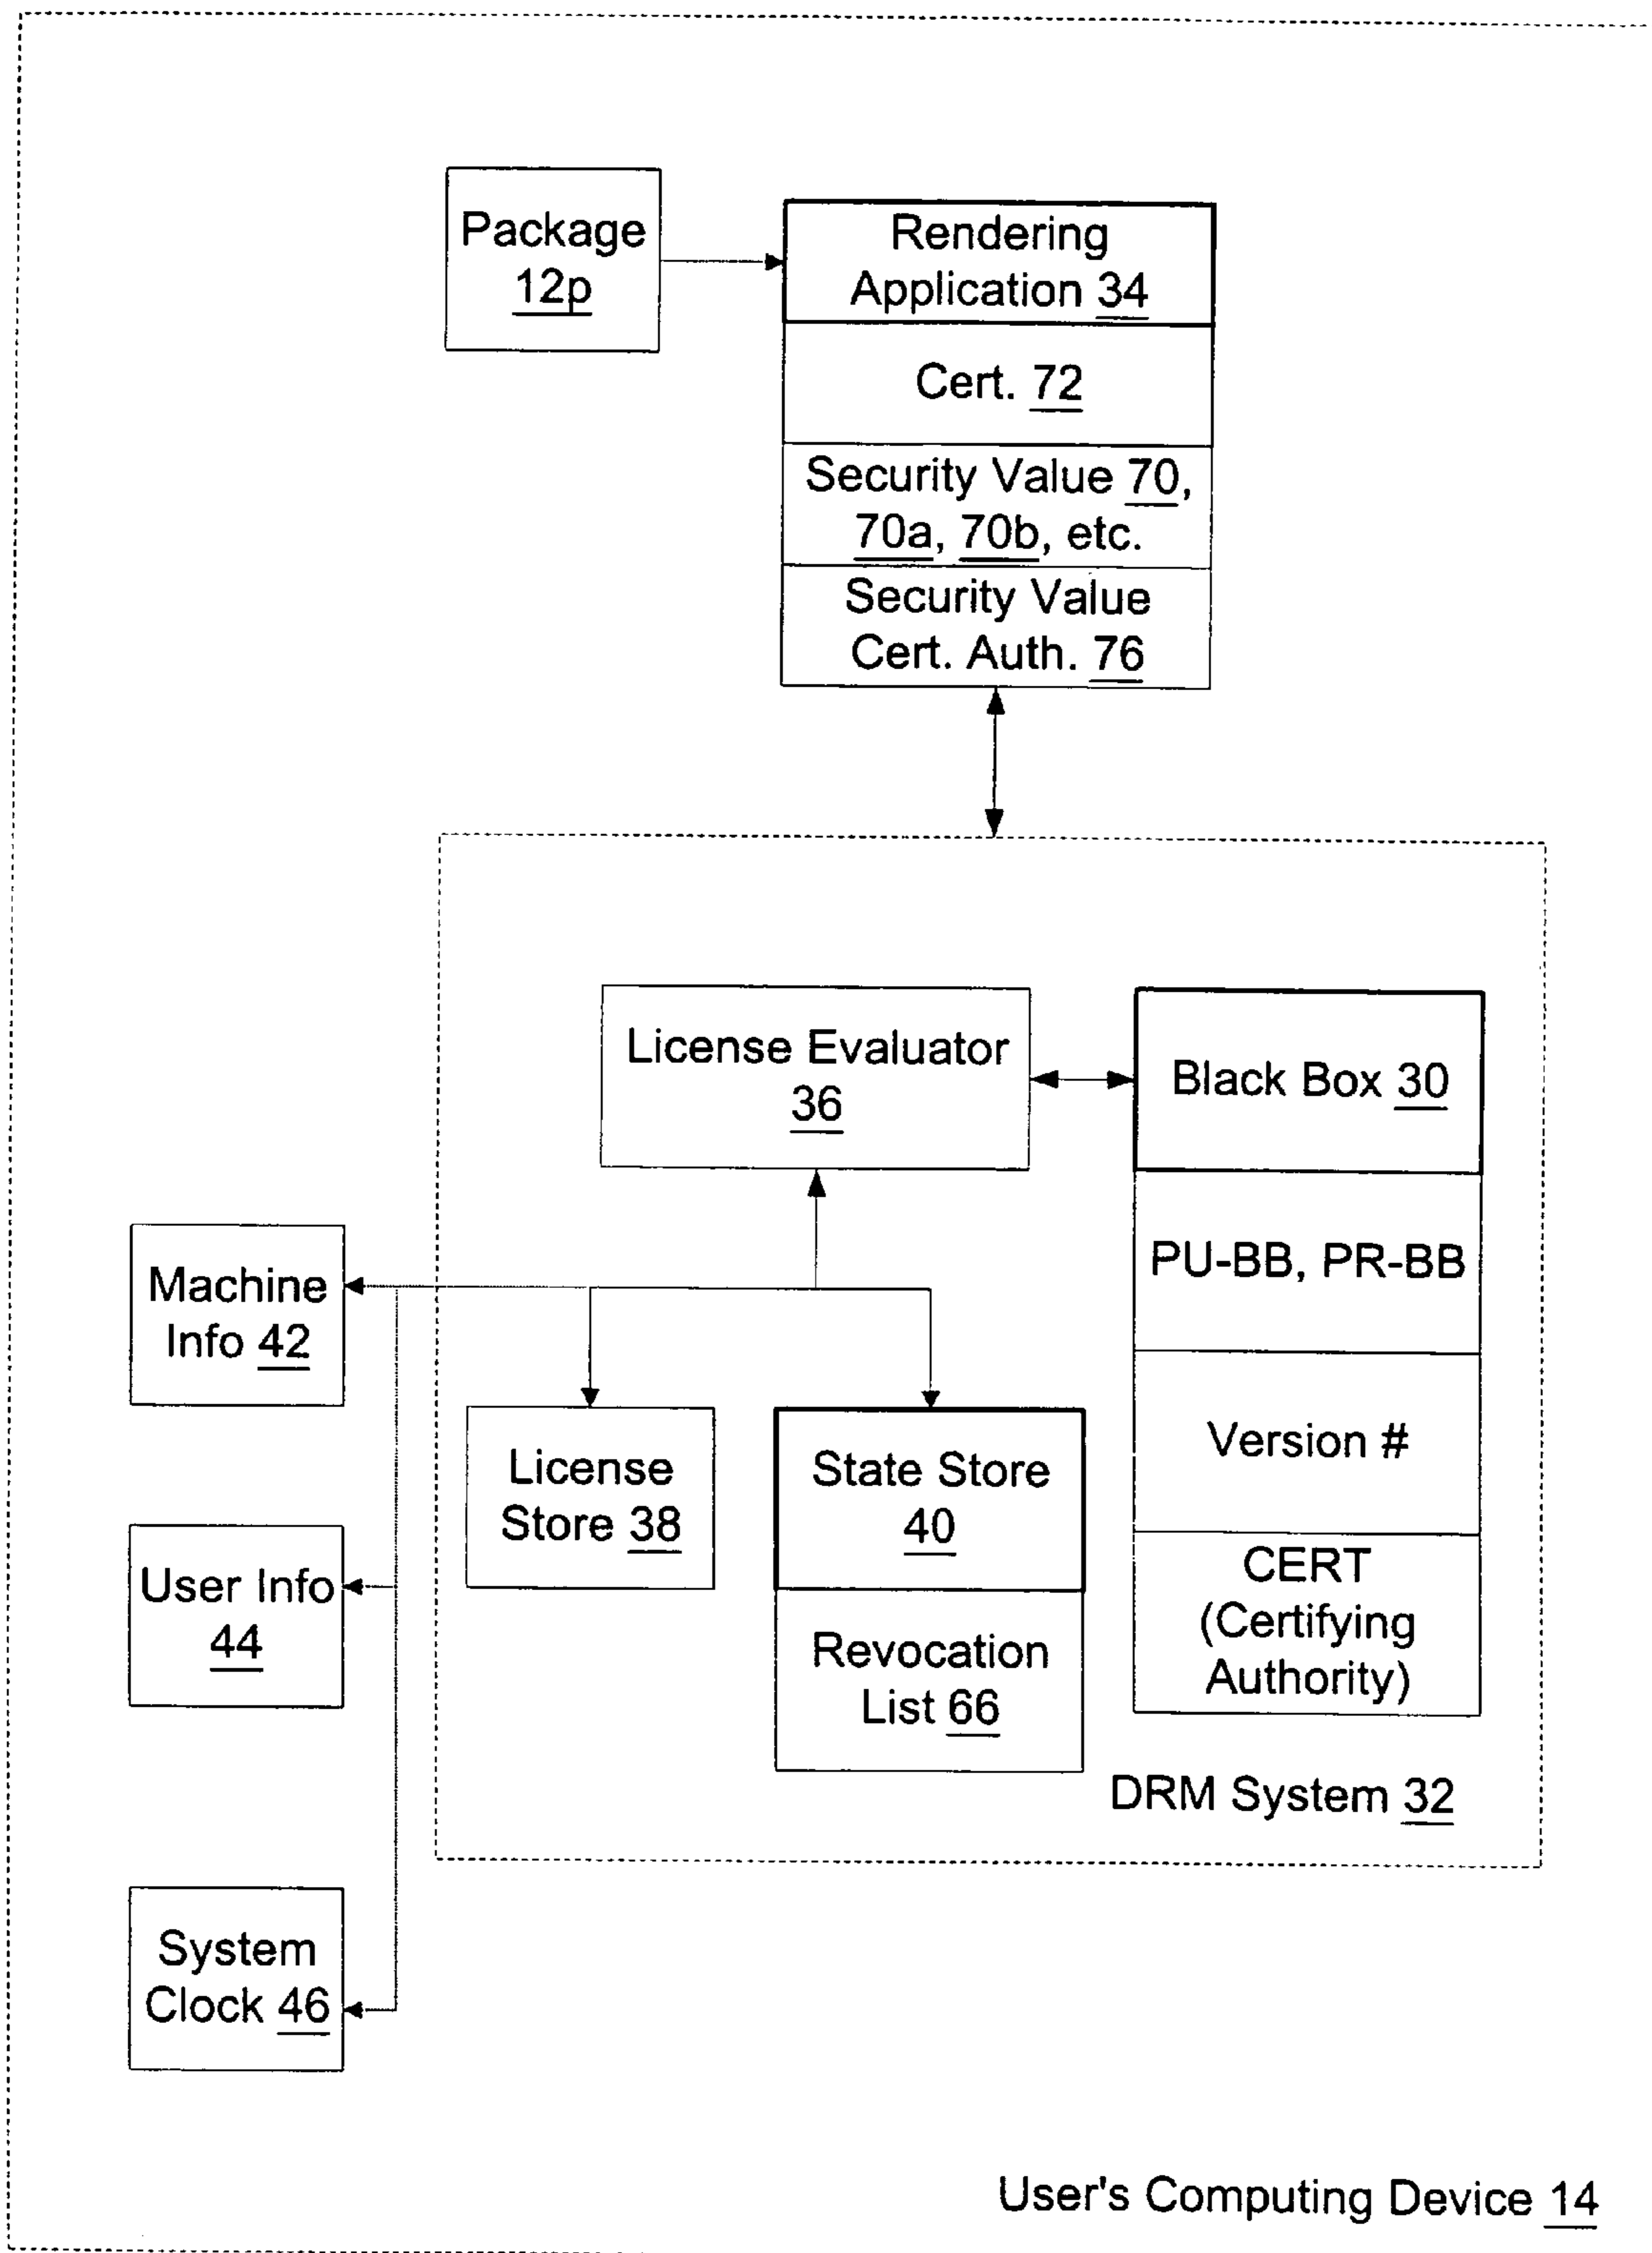 Package
12p
Rendering
Application 34
Cert. 72
Security Value 70,
70a, 70b, etc.
Security Value
Cert. Auth. 76
License Evaluator
36
Black Box 30
PU-BB, PR-BB
Version #
CERT
(Certifying
Authority)
Machine
Info 42
License
Store 38
State Store
40
Revocation
List 66
User Info
44
DRM System 32
System
Clock 46
User's Computing Device 14